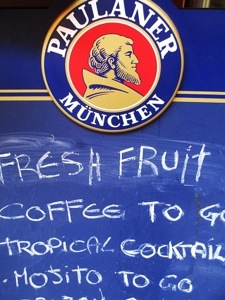 PAULANER
MÜNCHEN
FRESH FRUIT
COFFEE TO GO
TROPICAL COCKTAIL
· MOJITO TO GO